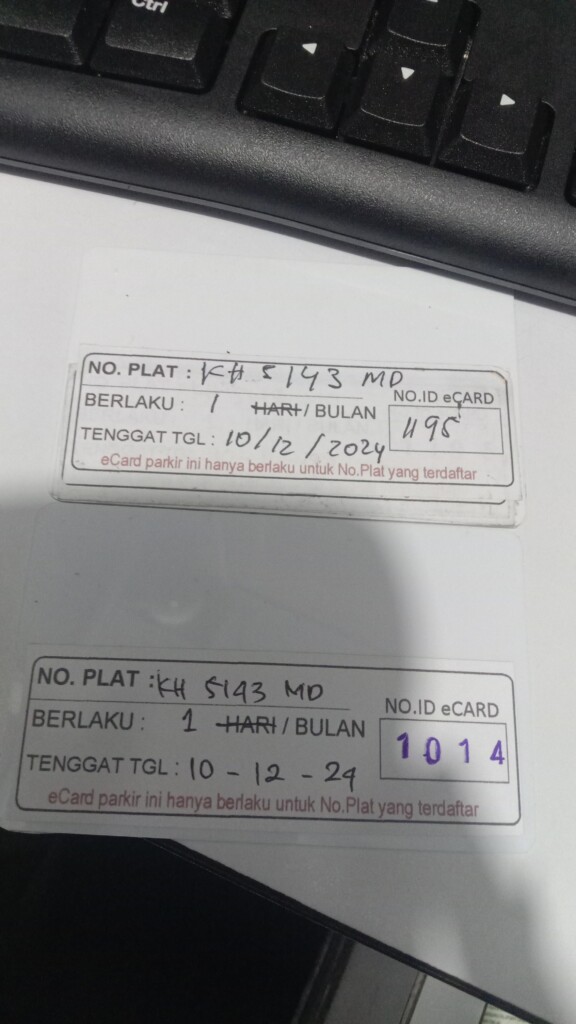 Ctrl
NO. PLAT : KH 5143 MD
NO.ID eCARD
BERLAKU : 1 HARI / BULAN
1195
TENGGAT TGL : 10/12/2024
eCard parkir ini hanya berlaku untuk No.Plat yang terdaftar
NO. PLAT : KH 5143 MD
NO.ID eCARD
BERLAKU : 1 HARI / BULAN
1014
TENGGAT TGL : 10 - 12 - 24
eCard parkir ini hanya berlaku untuk No.Plat yang terdaftar